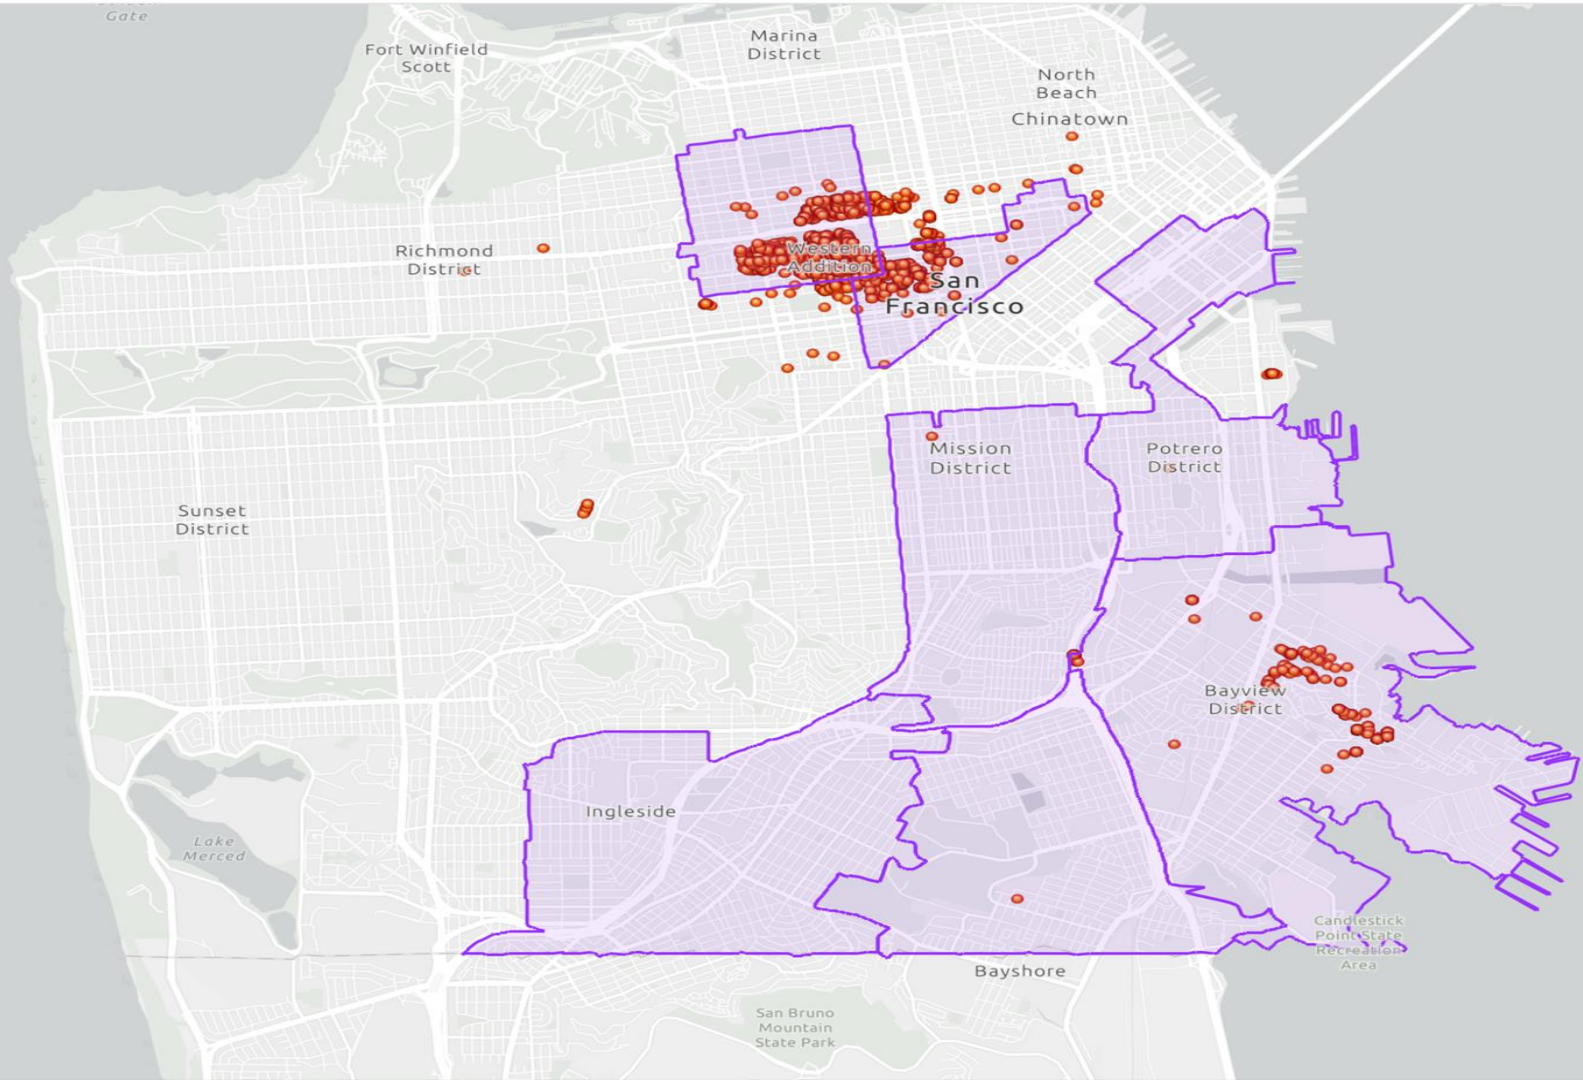 Gate
Marina
District
Fort Winfield
Scott
North
Beach
Chinatown
Richmond
District
Western
Addition
San
Francisco
Mission
District
Potrero
District
Sunset
District
Bayview
District
Ingleside
Lake
Merced
Candlestick
Point State
Recreation
Area
Bayshore
San Bruno
Mountain
State Park